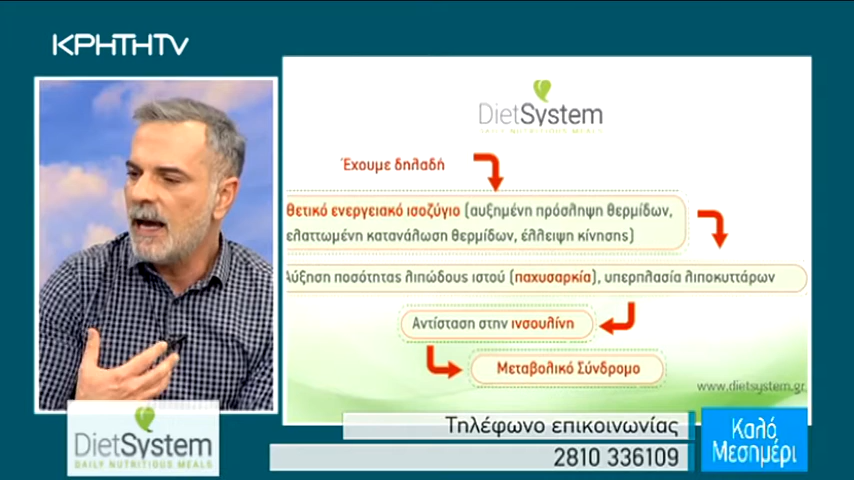 ΚΡΗΤΗTV
DietSystem
DAILY NUTRITIOUS MEALS
Έχουμε δηλαδή
θετικό ενεργειακό ισοζύγιο (αυξημένη πρόσληψη θερμίδων,
ελαττωμένη κατανάλωση θερμίδων, έλλειψη κίνησης)
Αύξηση ποσότητας λιπώδους ιστού (παχυσαρκία), υπερπλασία λιποκυττάρων
Αντίσταση στην ινσουλίνη
Μεταβολικό Σύνδρομο
www.dietsystem.gr
DietSystem
DAILY NUTRITIOUS MEALS
Τηλέφωνο επικοινωνίας
2810 336109
Καλό
Μεσημέρι